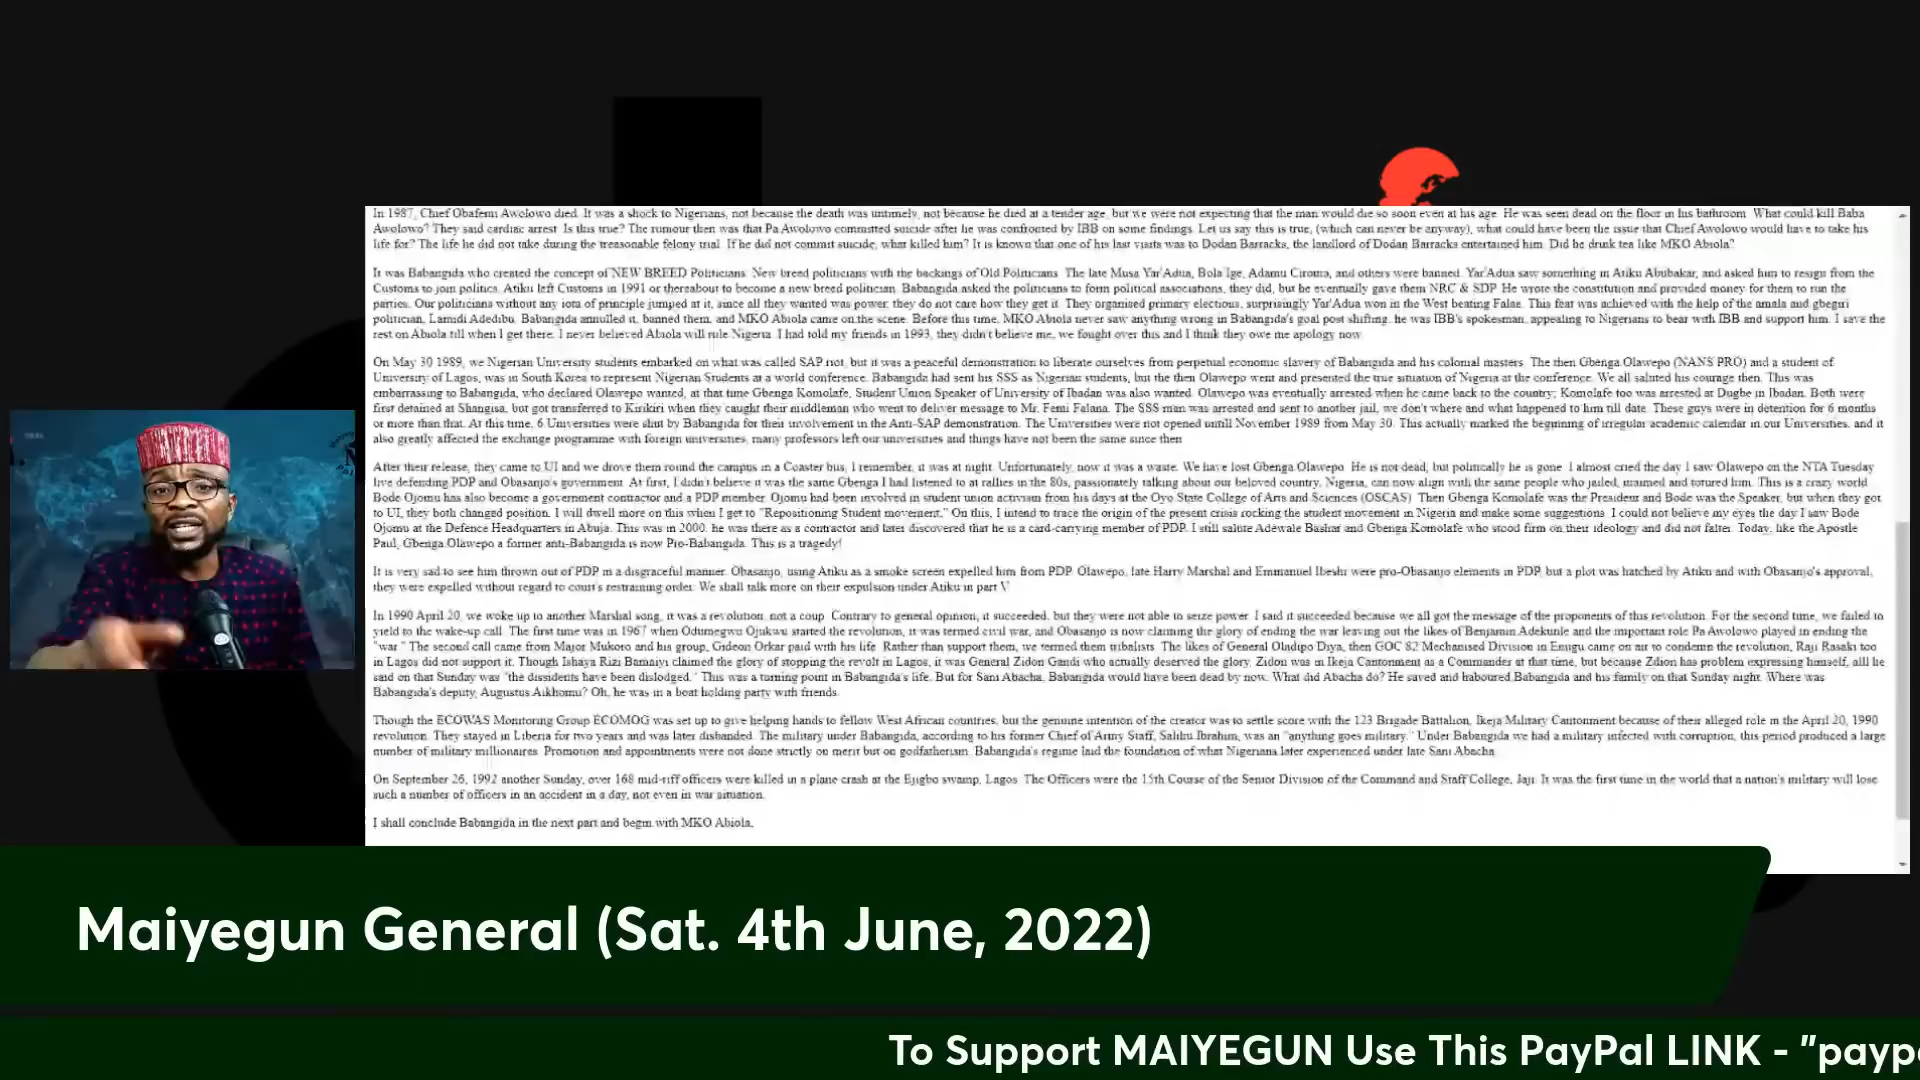 In 1987, Chief Obafemi Awolowo died. It was a shock to Nigerians, not because the death was untimely, not because he died at a tender age, but we were not expecting that the man would die so soon even at his age. He was seen dead on the floor in his bathroom. What could kill Baba
Awolowo? They said cardiac arrest. Is this true? The rumour then was that Pa Awolowo committed suicide after he was confronted by IBB on some findings. Let us say this is true, (which can never be anyway), what could have been the issue that Chief Awolowo would have to take his
life for? The life he did not take during the treasonable felony trial. If he did not commit suicide, what killed him? It is known that one of his last visits was to Dodan Barracks, the landlord of Dodan Barracks entertained him. Did he drink tea like MKO Abiola?
It was Babangida who created the concept of NEW BREED Politicians. New breed politicians with the backings of Old Politicians. The late Musa Yar'Adua, Bola Ige, Adamu Ciroma, and others were banned. Yar'Adua saw something in Atiku Abubakar, and asked him to resign from the
Customs to join politics. Atiku left Customs in 1991 or thereabout to become a new breed politician. Babangida asked the politicians to form political associations, they did, but he eventually gave them NRC & SDP. He wrote the constitution and provided money for them to run the
parties. Our politicians without any iota of principle jumped at it, since all they wanted was power, they do not care how they get it. They organised primary elections, surprisingly Yar'Adua won in the West beating Falae. This feat was achieved with the help of the amala and gbegiri
politician, Lamidi Adedibu. Babangida annulled it, banned them, and MKO Abiola came on the scene. Before this time, MKO Abiola never saw anything wrong in Babangida's goal post shifting, he was IBB's spokesman, appealing to Nigerians to bear with IBB and support him. I save the
rest on Abiola till when I get there. I never believed Abiola will rule Nigeria. I had told my friends in 1993, they didn't believe me, we fought over this and I think they owe me apology now.
On May 30 1989, we Nigerian University students embarked on what was called SAP riot, but it was a peaceful demonstration to liberate ourselves from perpetual economic slavery of Babangida and his colonial masters. The then Gbenga Olawepo (NANS PRO) and a student of
University of Lagos, was in South Korea to represent Nigerian Students at a world conference. Babangida had sent his SSS as Nigerian students, but the then Olawepo went and presented the true situation of Nigeria at the conference. We all saluted his courage then. This was
embarrassing to Babangida, who declared Olawepo wanted, at that time Gbenga Komolafe, Student Union Speaker of University of Ibadan was also wanted. Olawepo was eventually arrested when he came back to the country; Komolafe too was arrested at Dugbe in Ibadan. Both were
first detained at Shangisa, but got transferred to Kirikiri when they caught their middleman who went to deliver message to Mr. Femi Falana. The SSS man was arrested and sent to another jail, we don't where and what happened to him till date. These guys were in detention for 6 months
or more than that. At this time, 6 Universities were shut by Babangida for their involvement in the Anti-SAP demonstration. The Universities were not opened untill November 1989 from May 30. This actually marked the beginning of irregular academic calendar in our Universities, and it
also greatly affected the exchange programme with foreign universities, many professors left our universities and things have not been the same since then.
After their release, they came to UI and we drove them round the campus in a Coaster bus, I remember, it was at night. Unfortunately, now it was a waste. We have lost Gbenga Olawepo. He is not dead, but politically he is gone. I almost cried the day I saw Olawepo on the NTA Tuesday
live defending PDP and Obasanjo's government. At first, I didn't believe it was the same Gbenga I had listened to at rallies in the 80s, passionately talking about our beloved country, Nigeria, can now align with the same people who jailed, maimed and totured him. This is a crazy world.
Bode Ojomu has also become a government contractor and a PDP member. Ojomu had been involved in student union activism from his days at the Oyo State College of Arts and Sciences (OSCAS). Then Gbenga Komolafe was the President and Bode was the Speaker, but when they got
to UI, they both changed position. I will dwell more on this when I get to "Repositioning Student movement." On this, I intend to trace the origin of the present crisis rocking the student movement in Nigeria and make some suggestions. I could not believe my eyes the day I saw Bode
Ojomu at the Defence Headquarters in Abuja. This was in 2000, he was there as a contractor and later discovered that he is a card-carrying member of PDP. I still salute Adewale Bashar and Gbenga Komolafe who stood firm on their ideology and did not falter. Today, like the Apostle
Paul, Gbenga Olawepo a former anti-Babangida is now Pro-Babangida. This is a tragedy!
It is very sad to see him thrown out of PDP in a disgraceful manner. Obasanjo, using Atiku as a smoke screen expelled him from PDP. Olawepo, late Harry Marshal and Emmanuel Ibeshi were pro-Obasanjo elements in PDP, but a plot was hatched by Atiku and with Obasanjo's approval,
they were expelled without regard to court's restraining order. We shall talk more on their expulsion under Atiku in part V.
In 1990 April 20, we woke up to another Marshal song, it was a revolution, not a coup. Contrary to general opinion, it succeeded, but they were not able to seize power. I said it succeeded because we all got the message of the proponents of this revolution. For the second time, we failed to
yield to the wake-up call. The first time was in 1967 when Odumegwu Ojukwu started the revolution, it was termed civil war, and Obasanjo is now claiming the glory of ending the war leaving out the likes of Benjamin Adekunle and the important role Pa Awolowo played in ending the
"war." The second call came from Major Mukoro and his group, Gideon Orkar paid with his life. Rather than support them, we termed them tribalists. The likes of General Oladipo Diya, then GOC 82 Mechanised Division in Enugu came on air to condemn the revolution, Raji Rasaki too
in Lagos did not support it. Though Ishaya Rizi Bamaiyi claimed the glory of stopping the revolt in Lagos, it was General Zidon Gandi who actually deserved the glory. Zidon was in Ikeja Cantonment as a Commander at that time, but because Zdion has problem expressing himself, alll he
said on that Sunday was "the dissidents have been dislodged." This was a turning point in Babangida's life. But for Sani Abacha, Babangida would have been dead by now. What did Abacha do? He saved and haboured Babangida and his family on that Sunday night. Where was
Babangida's deputy, Augustus Aikhomu? Oh, he was in a boat holding party with friends.
Though the ECOWAS Monitoring Group ECOMOG was set up to give helping hands to fellow West African countries, but the genuine intention of the creator was to settle score with the 123 Brigade Battalion, Ikeja Military Cantonment because of their alleged role in the April 20, 1990
revolution. They stayed in Liberia for two years and was later disbanded. The military under Babangida, according to his former Chief of Army Staff, Salihu Ibrahim, was an "anything goes military." Under Babangida we had a military infected with corruption, this period produced a large
number of military millionaires. Promotion and appointments were not done strictly on merit but on godfatherism. Babangida's regime laid the foundation of what Nigerians later experienced under late Sani Abacha.
On September 26, 1992 another Sunday, over 168 mid-riff officers were killed in a plane crash at the Ejigbo swamp, Lagos. The Officers were the 15th Course of the Senior Division of the Command and Staff College, Jaji. It was the first time in the world that a nation's military will lose
such a number of officers in an accident in a day, not even in war situation.
I shall conclude Babangida in the next part and begin with MKO Abiola.
Maiyegun General (Sat. 4th June, 2022)
To Support MAIYEGUN Use This PayPal LINK - "paypa